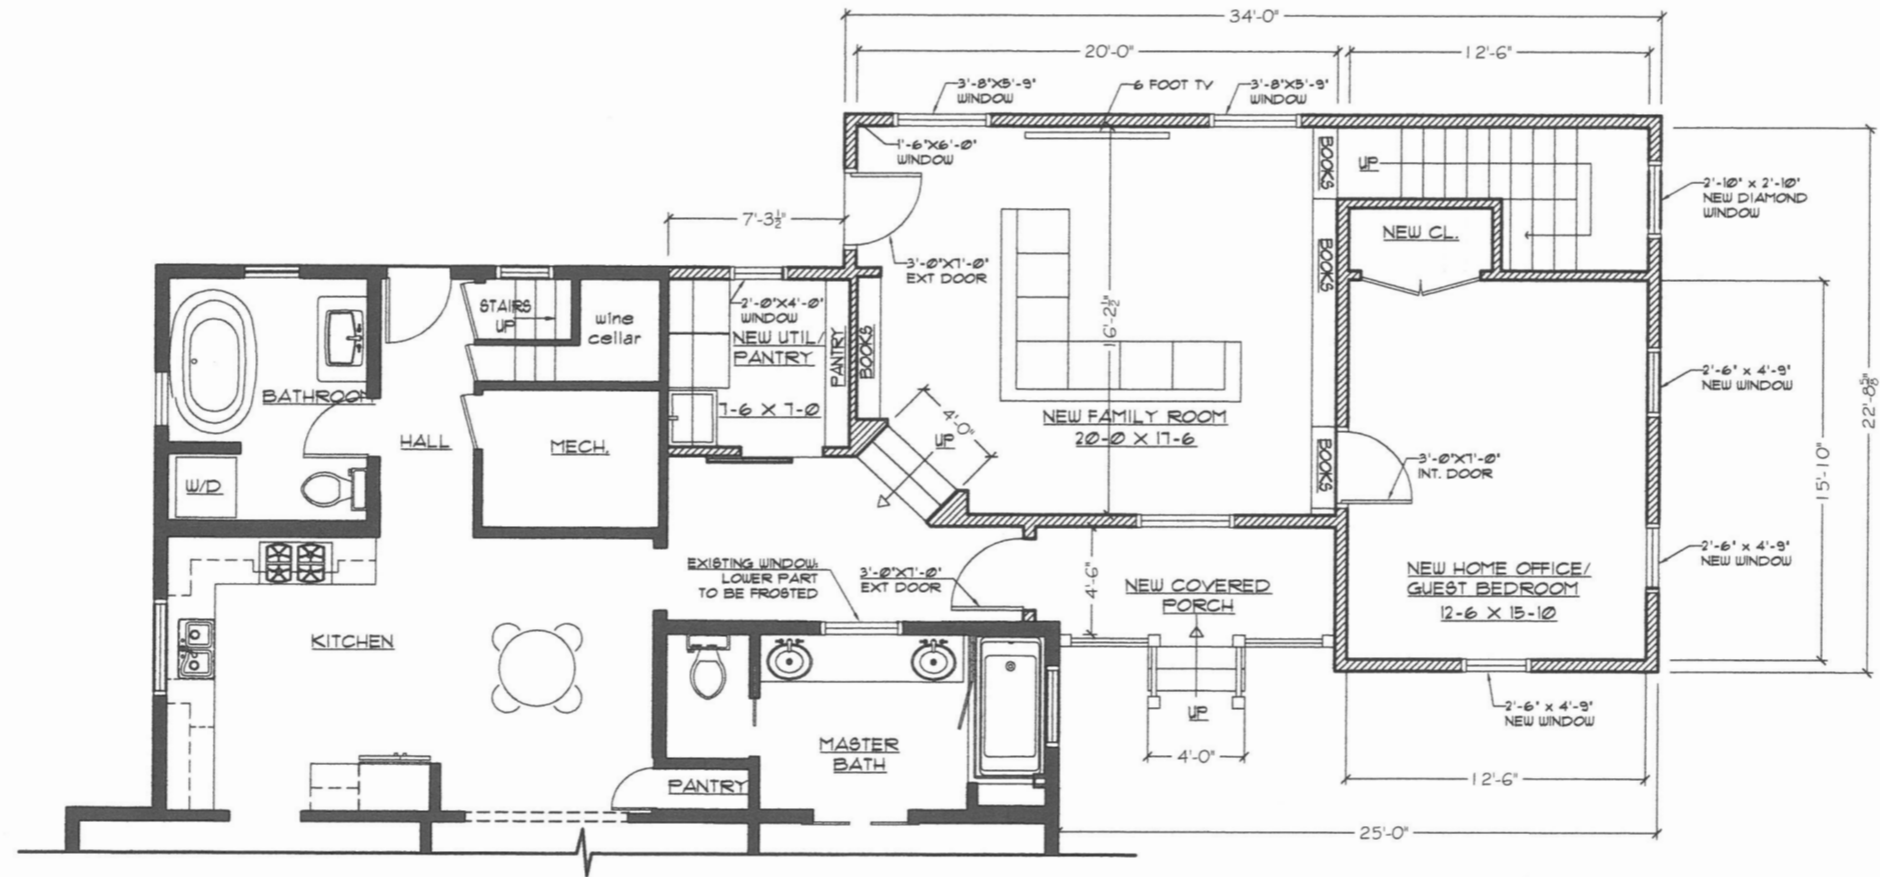 34'-0"
20'-0"
12'-6"
3'-8"X5'-9"
WINDOW
6 FOOT TV
3'-8"X5'-9"
WINDOW
1'-6"X6'-0"
WINDOW
BOOKS
UP
2'-10" x 2'-10"
NEW DIAMOND
WINDOW
7'-3½"
NEW CL.
3'-0"X7'-0"
EXT DOOR
BOOKS
STAIRS
UP
wine
cellar
2'-0"X4'-0"
WINDOW
NEW UTIL/
PANTRY
PANTRY
BOOKS
16'-2½"
2'-6" x 4'-9"
NEW WINDOW
22'-8⅝"
BATHROOM
7-6 X 7-0
4'-0"
UP
NEW FAMILY ROOM
20-0 X 17-6
HALL
MECH.
BOOKS
3'-0"X7'-0"
INT. DOOR
15'-10"
W/D
2'-6" x 4'-9"
NEW WINDOW
EXISTING WINDOW:
LOWER PART
TO BE FROSTED
3'-0"X7'-0"
EXT DOOR
4'-6"
NEW COVERED
PORCH
NEW HOME OFFICE/
GUEST BEDROOM
12-6 X 15-10
KITCHEN
UP
2'-6" x 4'-9"
NEW WINDOW
MASTER
BATH
4'-0"
12'-6"
PANTRY
25'-0"